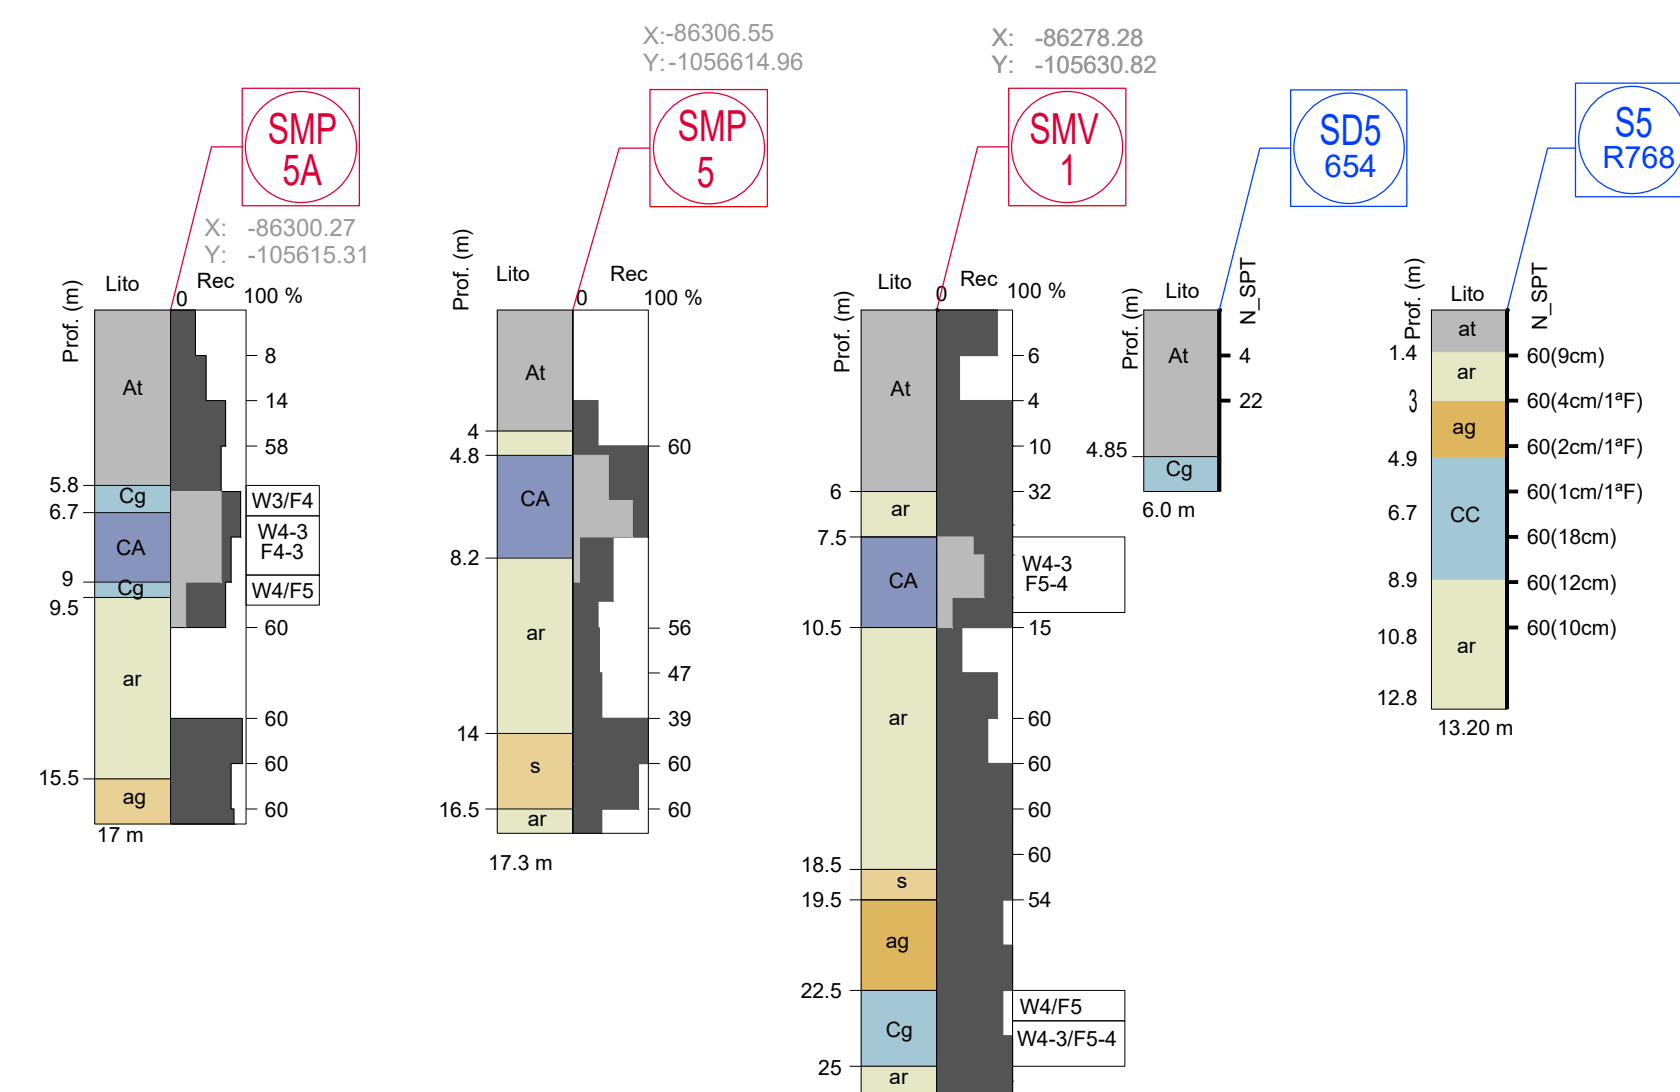 X: -86300.27
Y: -105615.31
SMP
5A
Prof. (m)
Lito
Rec
0
100 %
At
Cg
CA
Cg
ar
ag
5.8
6.7
9
9.5
15.5
17 m
8
14
58
60
60
60
60
W3/F4
W4-3
F4-3
W4/F5
X:-86306.55
Y:-1056614.96
SMP
5
Prof. (m)
Lito
Rec
0
100 %
At
CA
ar
s
ar
4
4.8
8.2
14
16.5
17.3 m
60
56
47
39
60
60
X: -86278.28
Y: -105630.82
SMV
1
Prof. (m)
Lito
Rec
0
100 %
At
ar
CA
ar
s
ag
Cg
ar
6
7.5
10.5
18.5
19.5
22.5
25
6
4
10
32
15
60
60
60
60
54
W4-3
F5-4
W4/F5
W4-3/F5-4
SD5
654
Prof. (m)
Lito
N_SPT
At
Cg
4.85
6.0 m
4
22
S5
R768
Prof. (m)
Lito
N_SPT
at
ar
ag
CC
ar
1.4
3
4.9
6.7
8.9
10.8
12.8
13.20 m
60(9cm)
60(4cm/1ªF)
60(2cm/1ªF)
60(1cm/1ªF)
60(18cm)
60(12cm)
60(10cm)